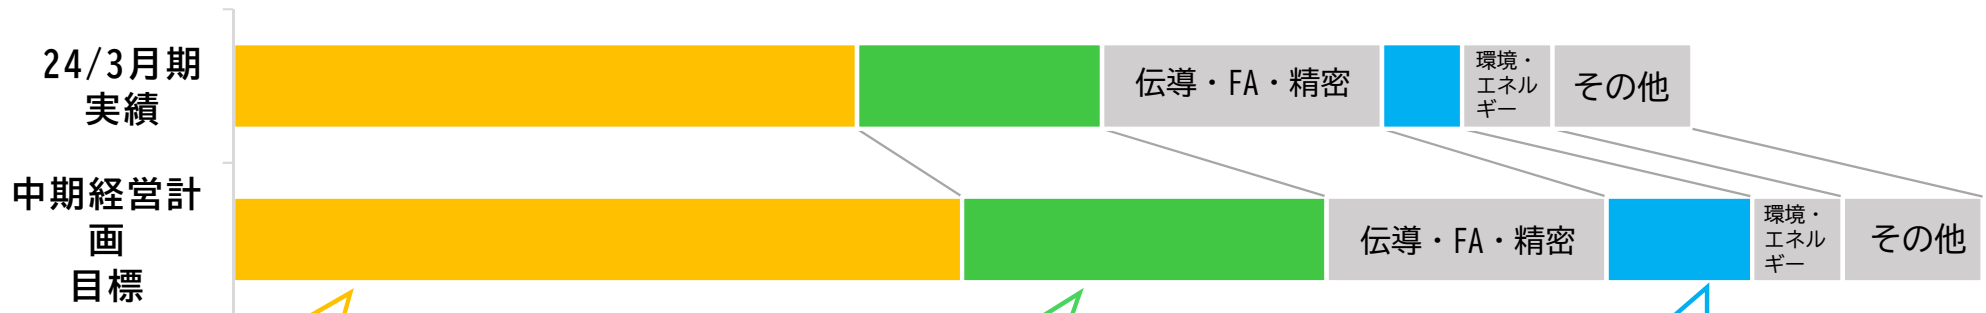 24/3月期
実績
伝導・FA・精密
環境・
エネル
ギー
その他
中期経営計
画
目標
伝導・FA・精密
環境・
エネル
ギー
その他